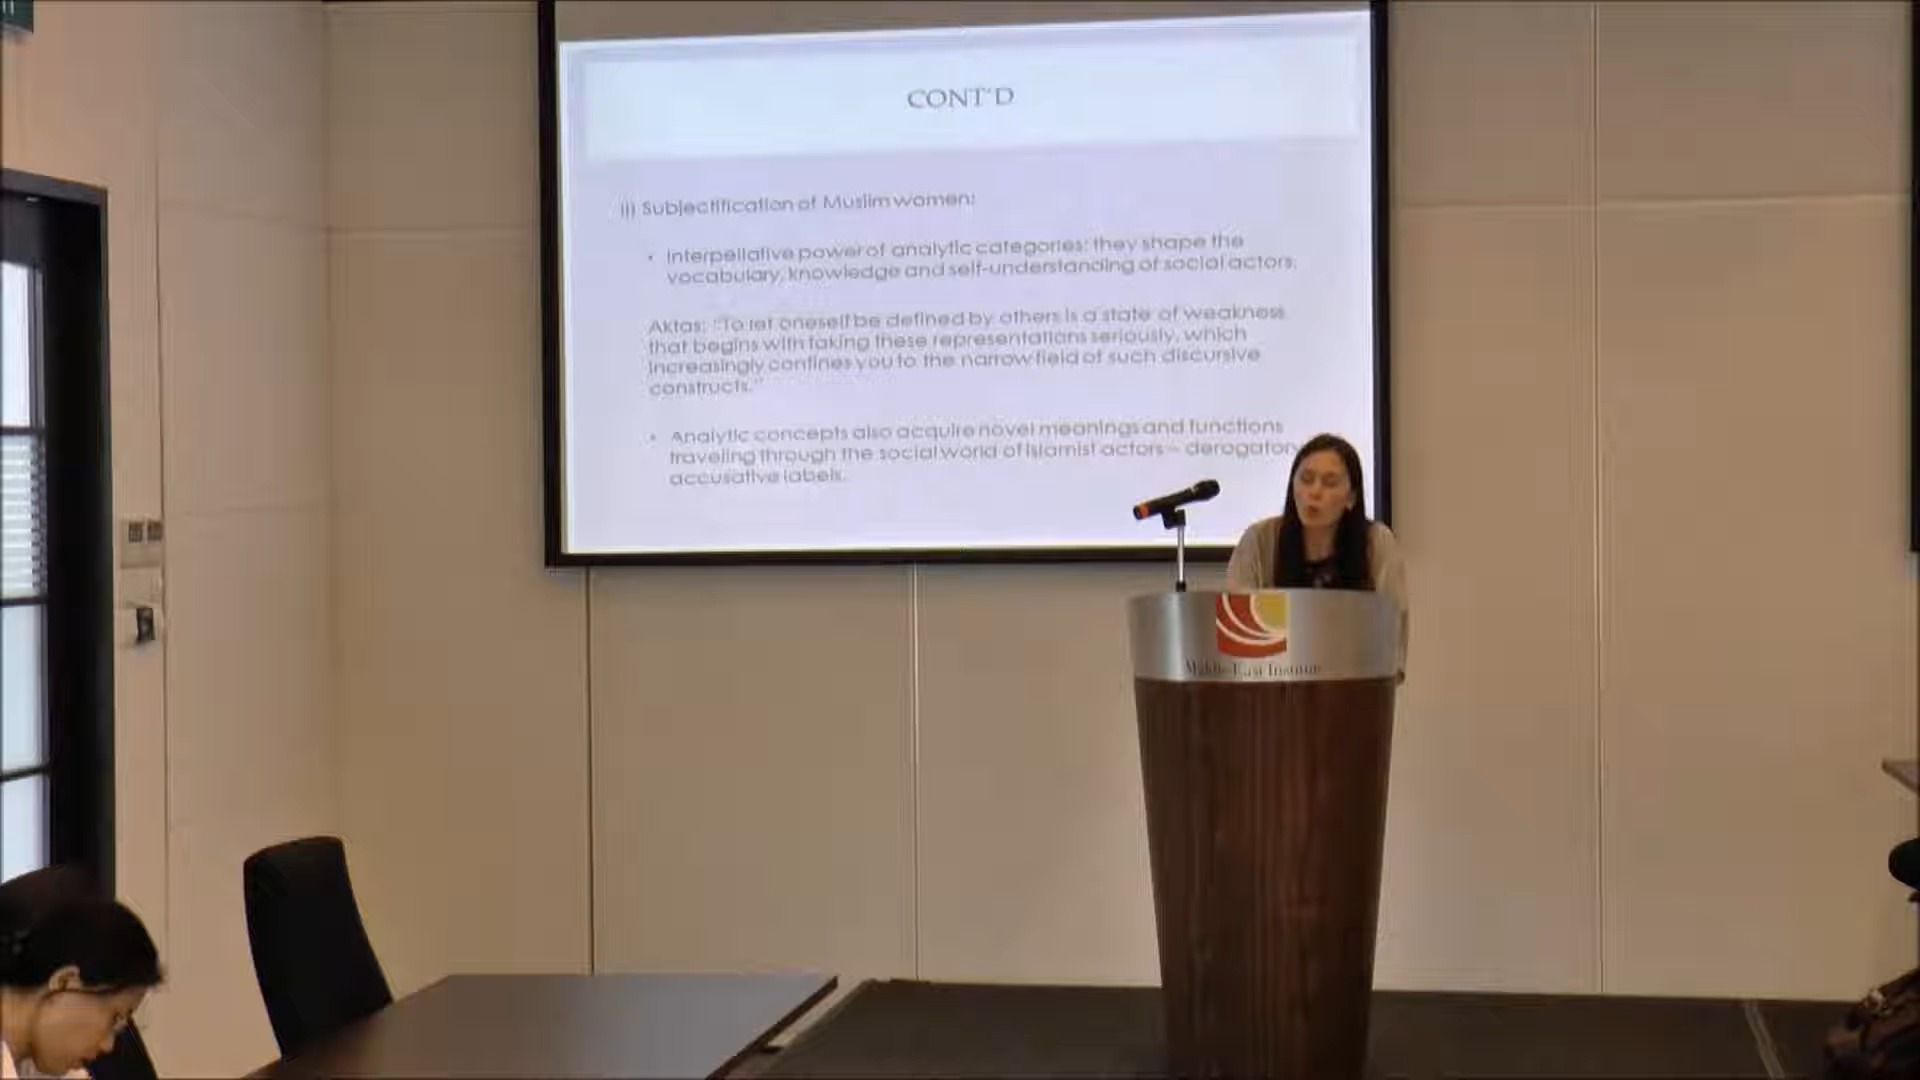 CONT'D
ii) Subjectification of Muslim women:
• Interpellative power of analytic categories: they shape the
vocabulary, knowledge and self-understanding of social actors.
Aktas: "To let oneself be defined by others is a state of weakness
that begins with taking these representations seriously, which
increasingly confines you to the narrow field of such discursive
constructs."
• Analytic concepts also acquire novel meanings and functions
traveling through the social world of Islamist actors – derogatory
accusative labels.
Middle East Institute